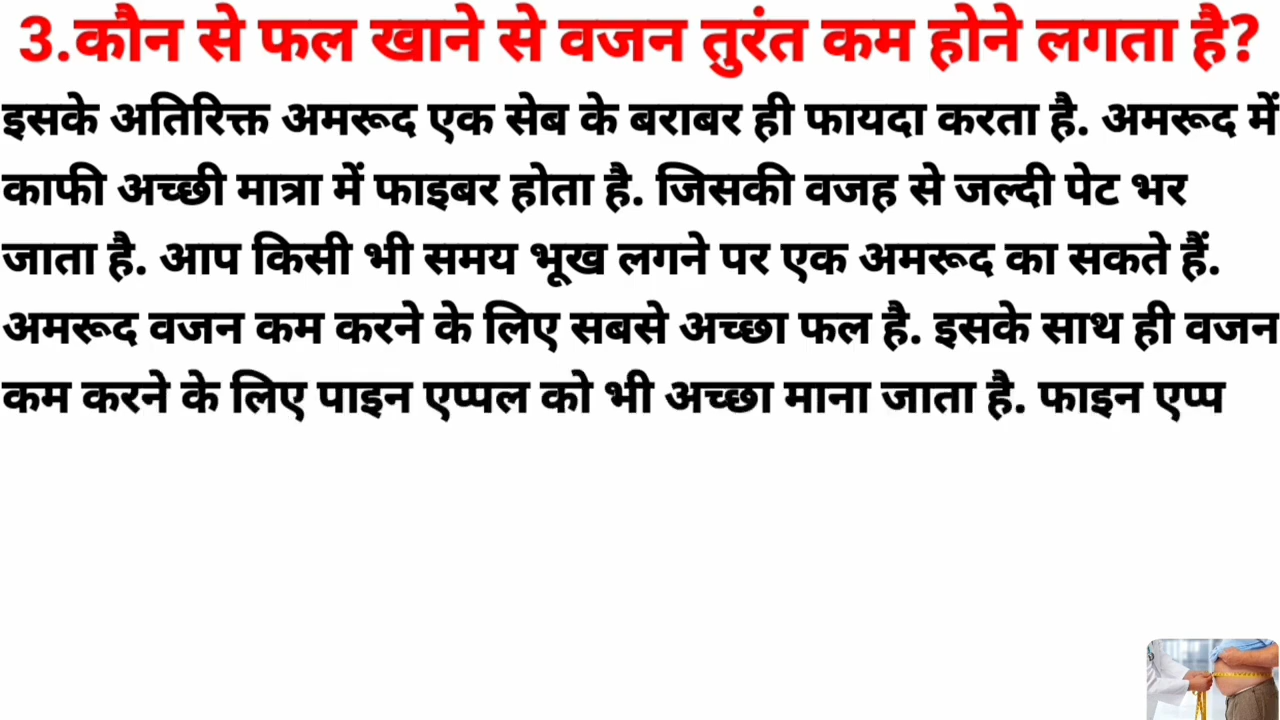 3.कौन से फल खाने से वजन तुरंत कम होने लगता है?
इसके अतिरिक्त अमरूद एक सेब के बराबर ही फायदा करता है. अमरूद में
काफी अच्छी मात्रा में फाइबर होता है. जिसकी वजह से जल्दी पेट भर
जाता है. आप किसी भी समय भूख लगने पर एक अमरूद का सकते हैं.
अमरूद वजन कम करने के लिए सबसे अच्छा फल है. इसके साथ ही वजन
कम करने के लिए पाइन एप्पल को भी अच्छा माना जाता है. फाइन एप्प